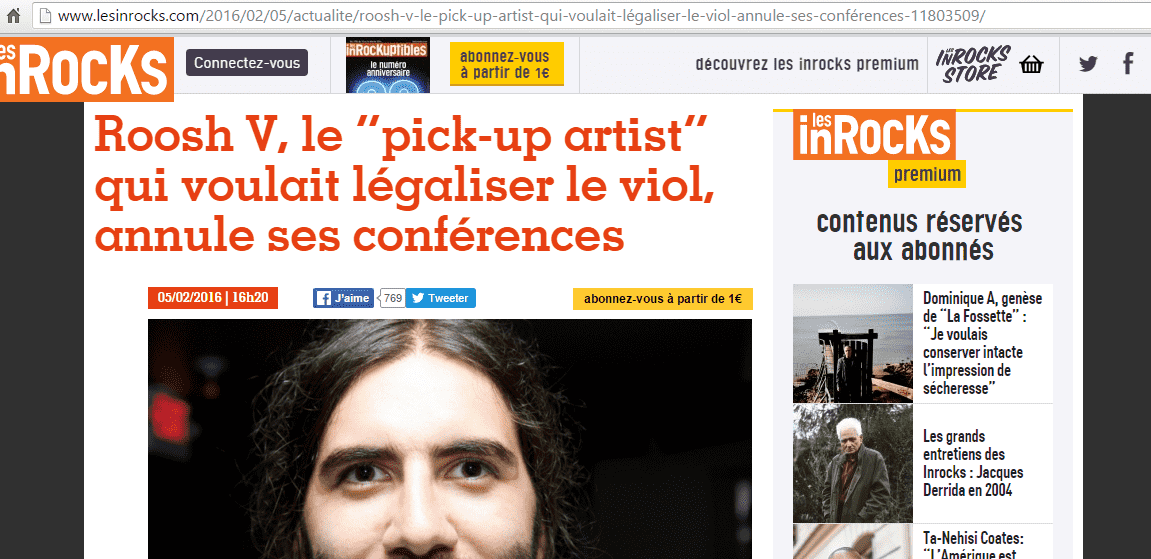 www.lesinrocks.com/2016/02/05/actualite/roosh-v-le-pick-up-artist-qui-voulait-légaliser-le-viol-annule-ses-conférences-11803509/
les
inRocKs
Connectez-vous
les inRocKuptibles
le numéro
anniversaire
abonnez-vous
à partir de 1€
découvrez les inrocks premium
LES
INROCKS
STORE
Roosh V, le “pick-up artist”
qui voulait légaliser le viol,
annule ses conférences
05/02/2016 | 16h20
J'aime
769
Tweeter
abonnez-vous à partir de 1€
les
inRocKs
premium
contenus réservés
aux abonnés
Dominique A, genèse
de “La Fossette” :
“Je voulais
conserver intacte
l’impression de
sécheresse”
Les grands
entretiens des
Inrocks : Jacques
Derrida en 2004
Ta-Nehisi Coates:
“L’Amérique est